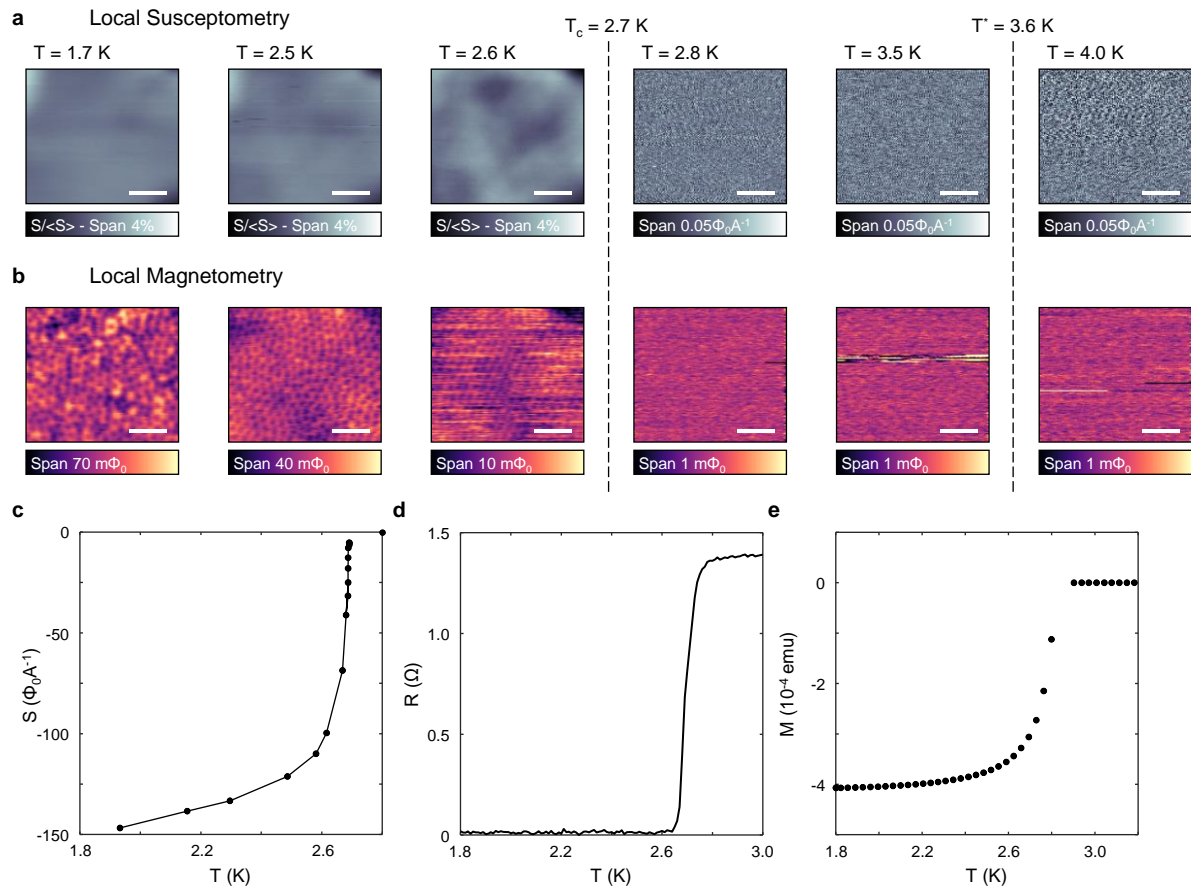 a Local Susceptometry
T_c = 2.7 K T* = 3.6 K
T = 1.7 K T = 2.5 K T = 2.6 K T = 2.8 K T = 3.5 K T = 4.0 K
S/<S> - Span 4% S/<S> - Span 4% S/<S> - Span 4% Span 0.05Φ₀A⁻¹ Span 0.05Φ₀A⁻¹ Span 0.05Φ₀A⁻¹
b Local Magnetometry
Span 70 mΦ₀ Span 40 mΦ₀ Span 10 mΦ₀ Span 1 mΦ₀ Span 1 mΦ₀ Span 1 mΦ₀
c
S (Φ₀A⁻¹)
0
-50
-100
-150
1.8 2.2 2.6
T (K)
d
R (Ω)
1.5
1.0
0.5
0
1.8 2.2 2.6 3.0
T (K)
e
M (10⁻⁴ emu)
0
-2
-4
1.8 2.2 2.6 3.0
T (K)